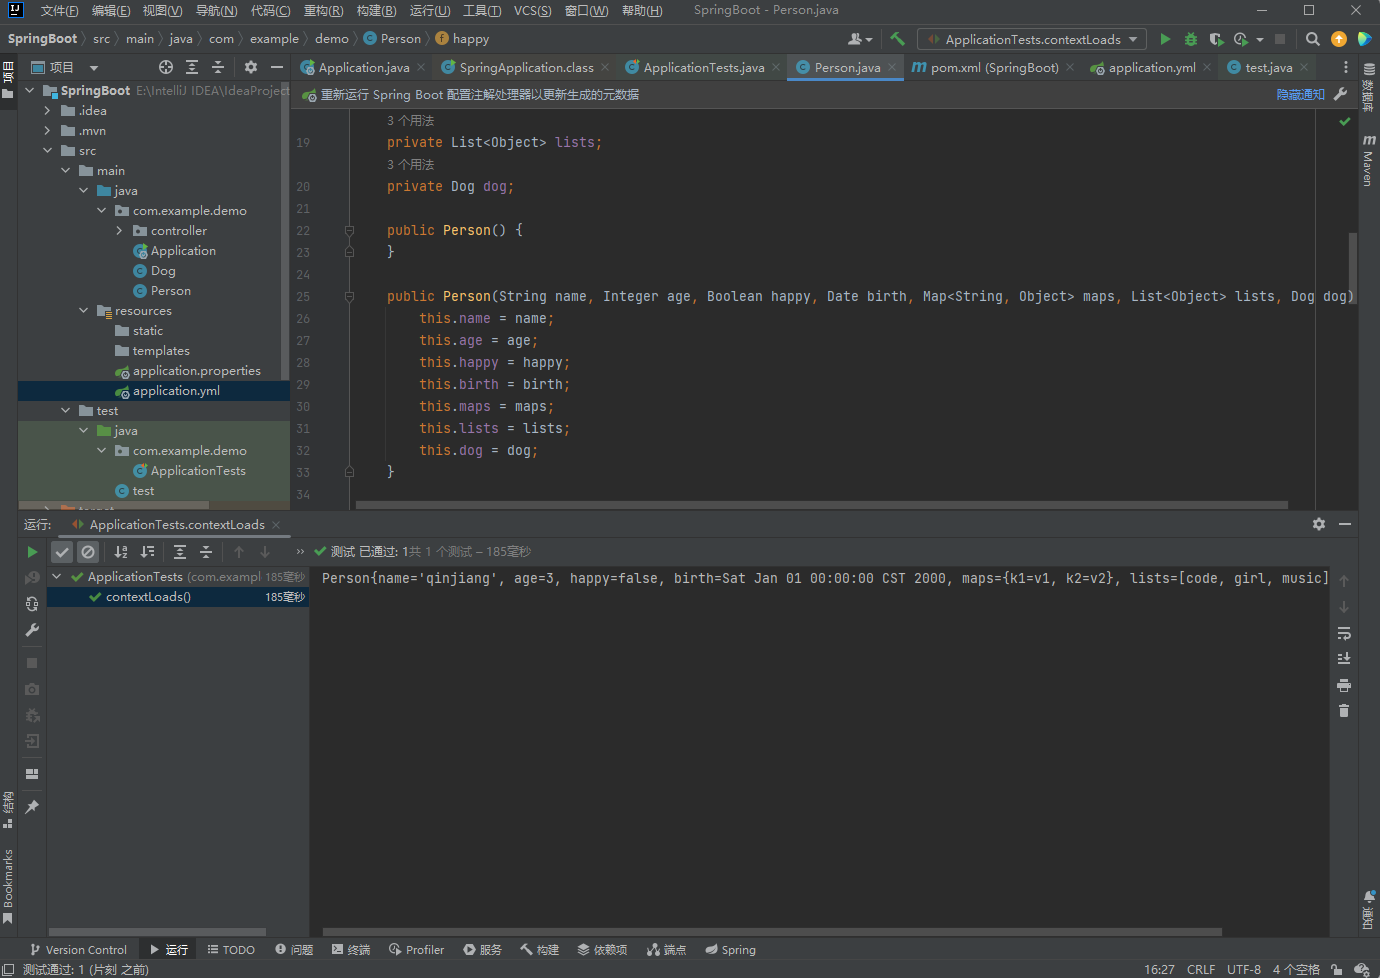 文件(F) 编辑(E) 视图(V) 导航(N) 代码(C) 重构(R) 构建(B) 运行(U) 工具(T) VCS(S) 窗口(W) 帮助(H) SpringBoot - Person.java
SpringBoot src main java com example demo Person happy ApplicationTests.contextLoads
项目
项目
Application.java SpringApplication.class ApplicationTests.java Person.java pom.xml (SpringBoot) application.yml test.java
SpringBoot E:\IntelliJ IDEA\IdeaProject
.idea
.mvn
src
main
java
com.example.demo
controller
Application
Dog
Person
resources
static
templates
application.properties
application.yml
test
java
com.example.demo
ApplicationTests
test
target
重新运行 Spring Boot 配置注解处理器以更新生成的元数据 隐藏通知
3 个用法
19 private List<Object> lists;
3 个用法
20 private Dog dog;
21
22 public Person() {
23 }
24
25 public Person(String name, Integer age, Boolean happy, Date birth, Map<String, Object> maps, List<Object> lists, Dog dog)
26 this.name = name;
27 this.age = age;
28 this.happy = happy;
29 this.birth = birth;
30 this.maps = maps;
31 this.lists = lists;
32 this.dog = dog;
33 }
34
数据库
Maven
通知
结构
Bookmarks
运行: ApplicationTests.contextLoads
测试 已通过: 1共 1 个测试 – 185毫秒
ApplicationTests (com.exampl 185毫秒
contextLoads() 185毫秒
Person{name='qinjiang', age=3, happy=false, birth=Sat Jan 01 00:00:00 CST 2000, maps={k1=v1, k2=v2}, lists=[code, girl, music]
Version Control 运行 TODO 问题 终端 Profiler 服务 构建 依赖项 端点 Spring
测试通过: 1 (片刻 之前) 16:27 CRLF UTF-8 4 个空格